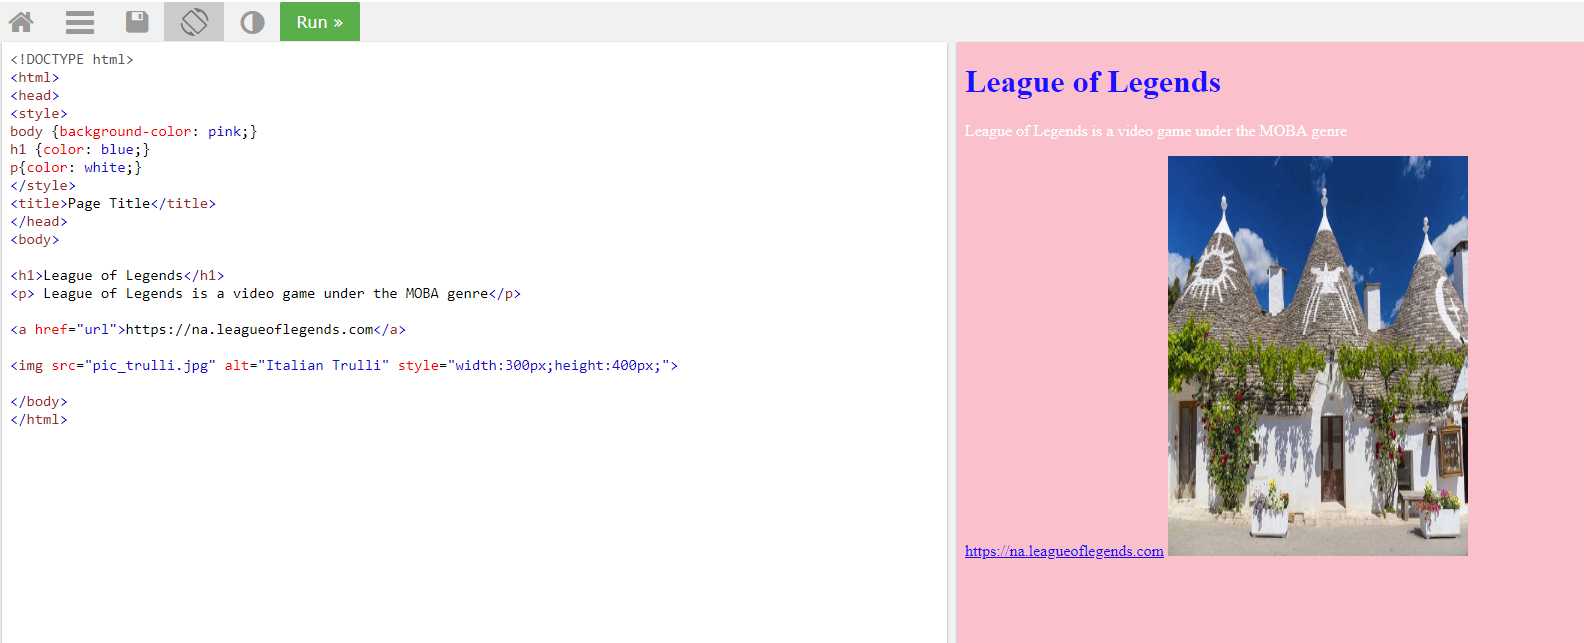 Run »
<!DOCTYPE html>
<html>
<head>
<style>
body {background-color: pink;}
h1 {color: blue;}
p{color: white;}
</style>
<title>Page Title</title>
</head>
<body>
<h1>League of Legends</h1>
<p> League of Legends is a video game under the MOBA genre</p>
<a href="url">https://na.leagueoflegends.com</a>
<img src="pic_trulli.jpg" alt="Italian Trulli" style="width:300px;height:400px;">
</body>
</html>
League of Legends
League of Legends is a video game under the MOBA genre
https://na.leagueoflegends.com